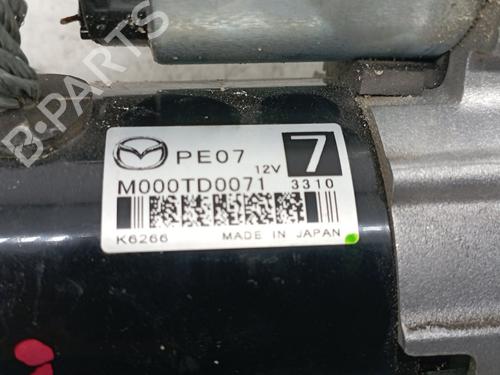 B-PARTS
PE07 12V 7
M000TD0071 3310
K6266 MADE IN JAPAN